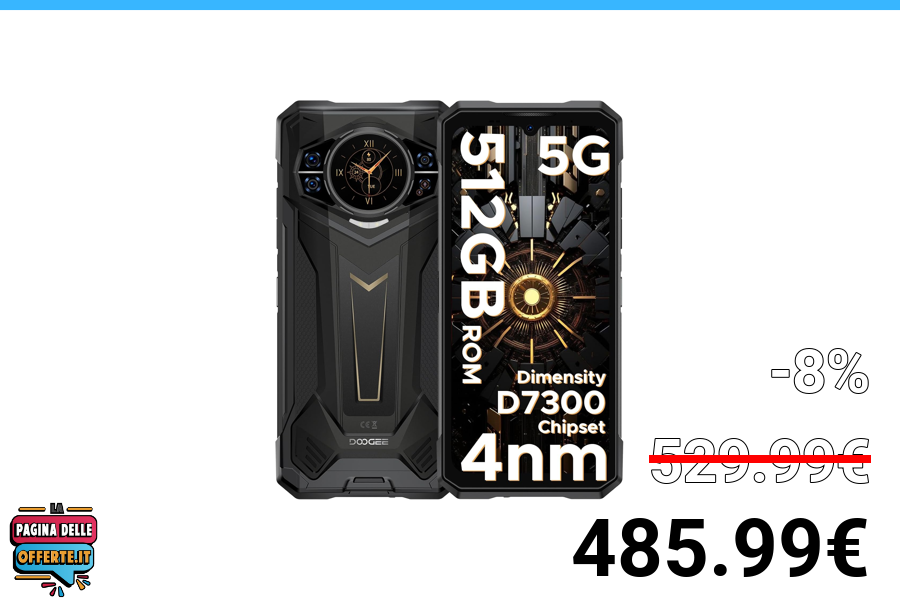 XII
IX
III
VI
TUE
DOOGEE
5G
512GB ROM
Dimensity
D7300
Chipset
4nm
-8%
529.99€
485.99€
LA
PAGINA DELLE
OFFERTE.IT